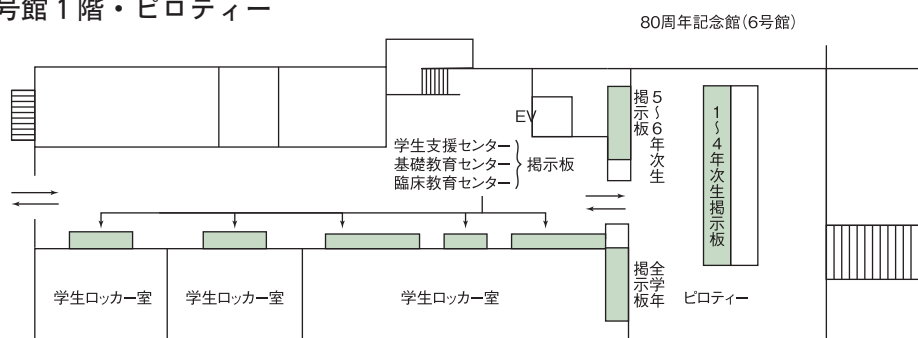 号館1階・ピロティー
80周年記念館(6号館)
EV
5～6年次生
掲示板
1～4年次生掲示板
学生支援センター
基礎教育センター
臨床教育センター
掲示板
全学年
掲示板
学生ロッカー室
学生ロッカー室
学生ロッカー室
ピロティー